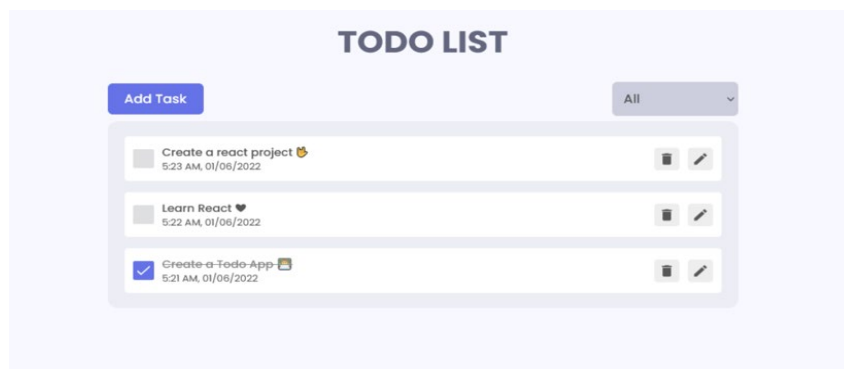 TODO LIST
Add Task
All
Create a react project
5:23 AM, 01/06/2022
Learn React 🖤
5:22 AM, 01/06/2022
Create a Todo App
5:21 AM, 01/06/2022